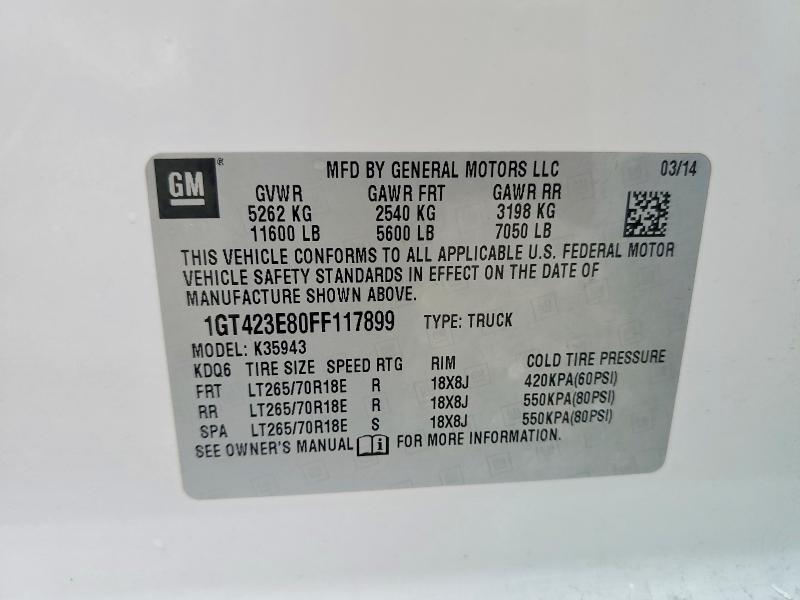 GM ® MFD BY GENERAL MOTORS LLC 03/14
GVWR GAWR FRT GAWR RR
5262 KG 2540 KG 3198 KG
11600 LB 5600 LB 7050 LB
THIS VEHICLE CONFORMS TO ALL APPLICABLE U.S. FEDERAL MOTOR
VEHICLE SAFETY STANDARDS IN EFFECT ON THE DATE OF
MANUFACTURE SHOWN ABOVE.
1GT423E80FF117899 TYPE: TRUCK
MODEL: K35943
KDQ6 TIRE SIZE SPEED RTG RIM COLD TIRE PRESSURE
FRT LT265/70R18E R 18X8J 420KPA(60PSI)
RR LT265/70R18E R 18X8J 550KPA(80PSI)
SPA LT265/70R18E S 18X8J 550KPA(80PSI)
SEE OWNER'S MANUAL i FOR MORE INFORMATION.